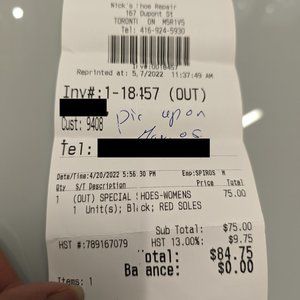 Nick's Shoe Repair
167 Dupont St
TORONTO ON M5R1V5
Tel: 416-924-5930
Inv#:0018457
Reprinted at: 5/7/2022 11:37:49 AM
Inv#:1-18457 (OUT)
Cust: 9408
pic upon
Tel:
Date/Time:4/20/2022 5:56:30 PM Emp:SPIROS M
Qty S/T Description Price Total
1 (OUT) SPECIAL SHOES-WOMENS 75.00
1 Unit(s); Black; RED SOLES
Sub Total: $75.00
HST #:789167079 HST 13.00% $9.75
Total: $84.75
Balance: $0.00
Items: 1